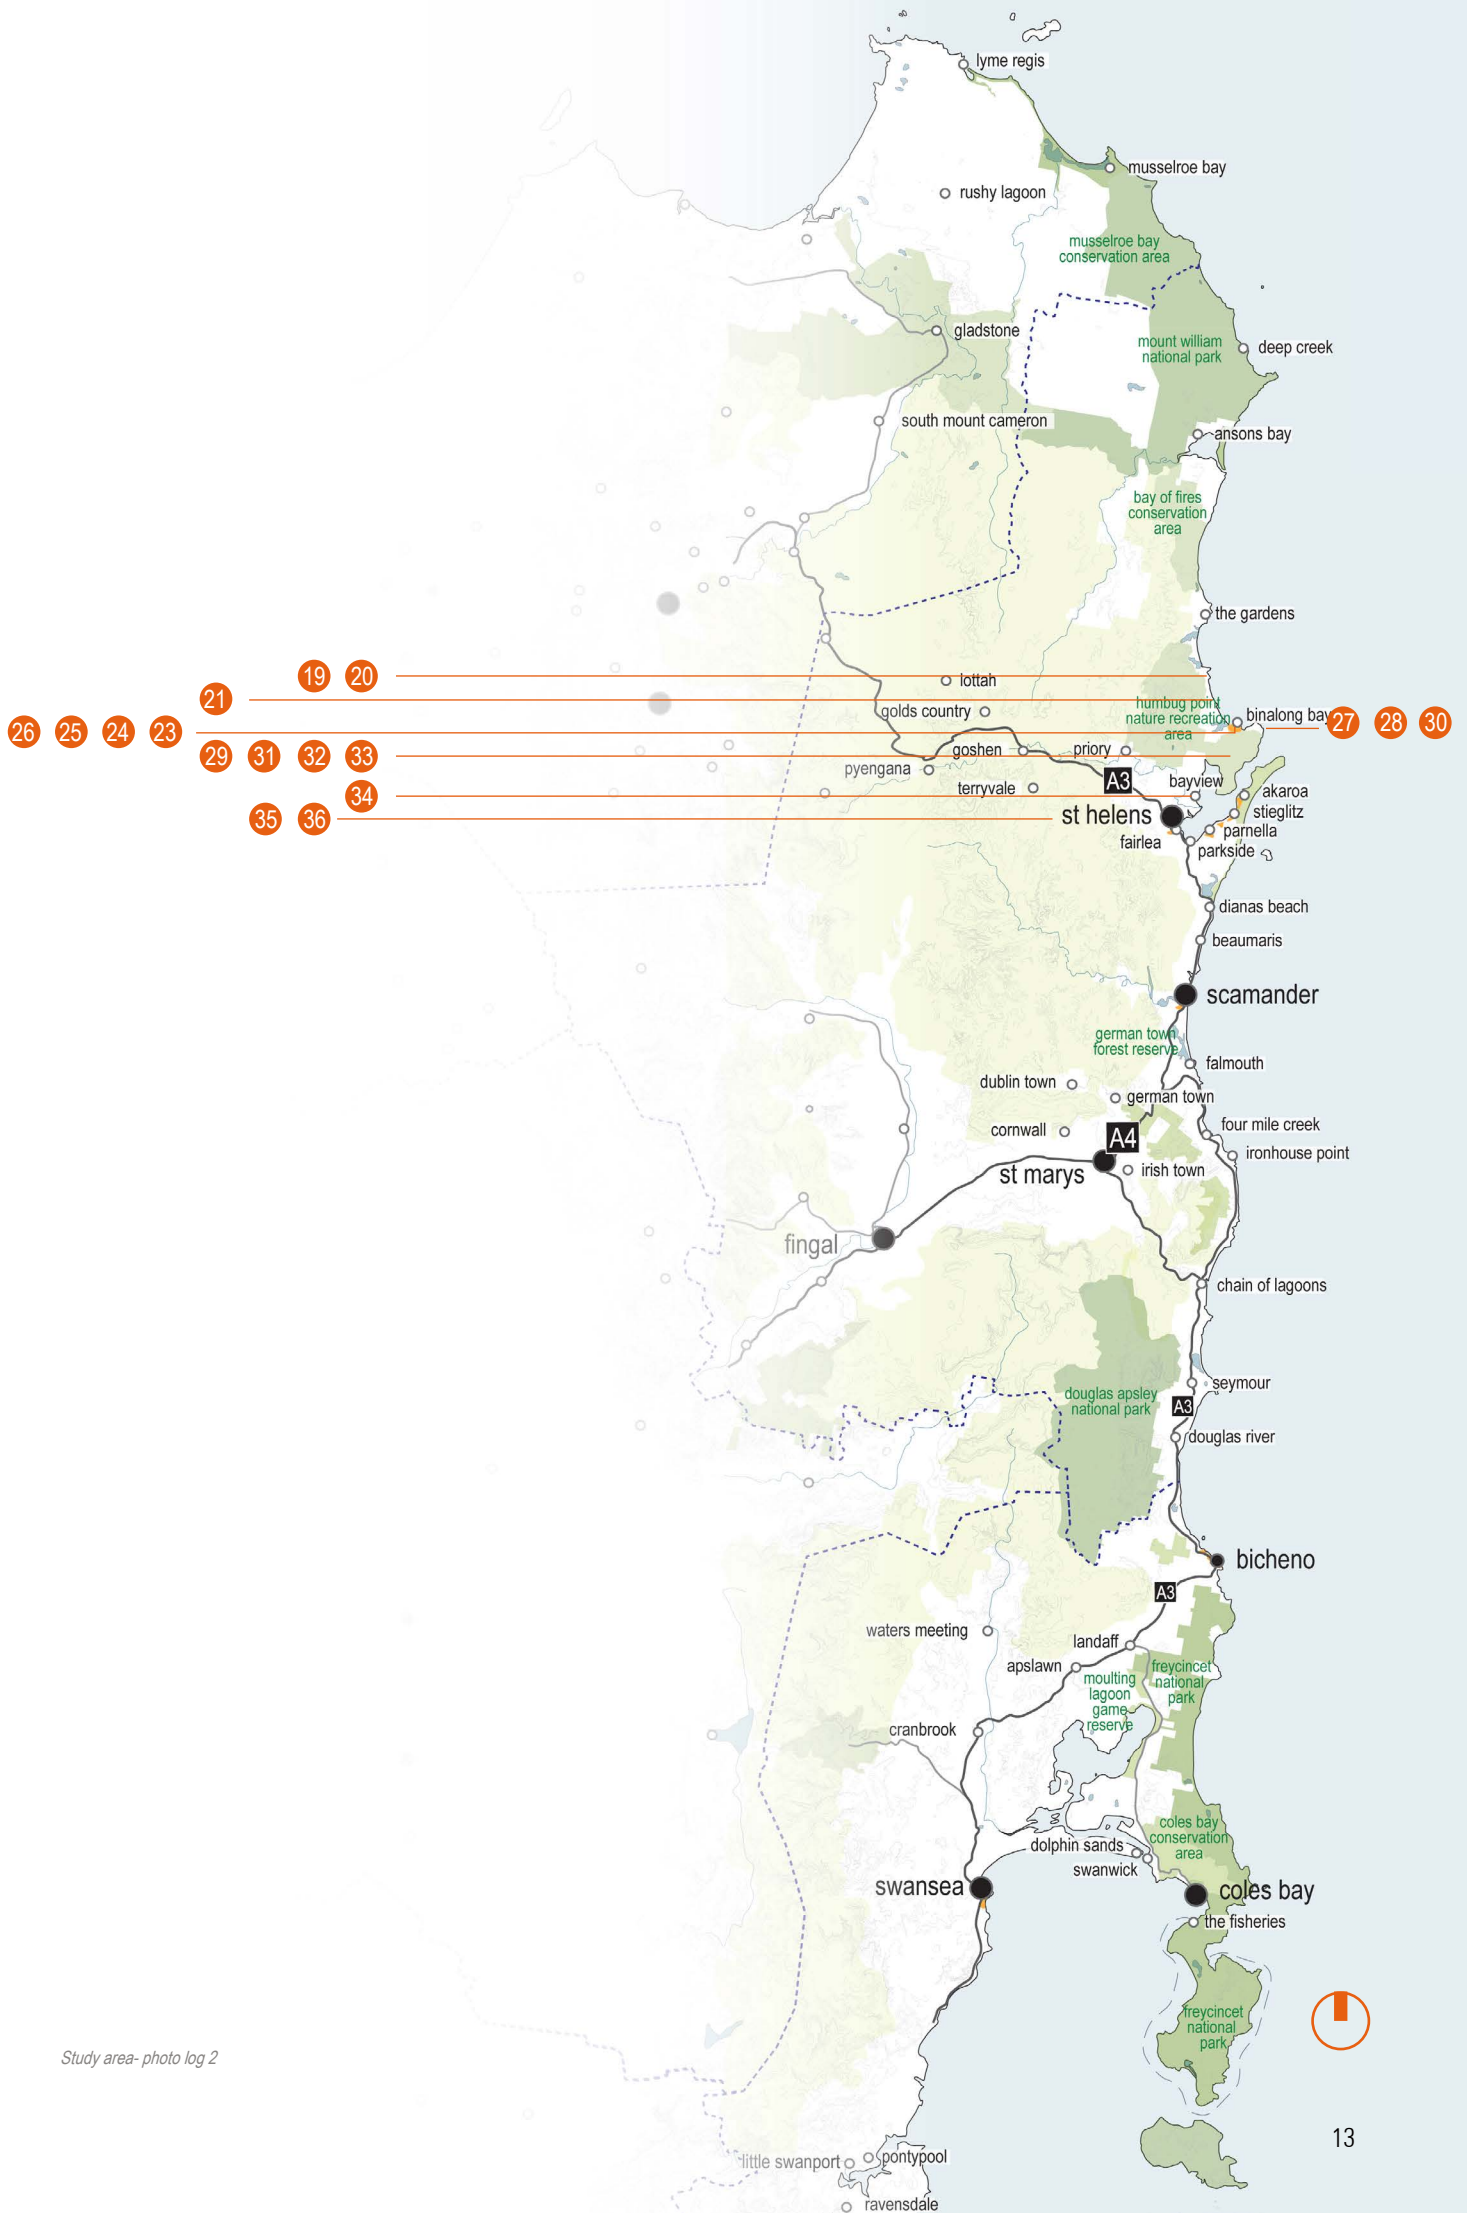 lyme regis
musselroe bay
rushy lagoon
musselroe bay
conservation area
gladstone
mount william
national park
deep creek
south mount cameron
ansons bay
bay of fires
conservation
area
the gardens
19 20
lottah
21
humbug point
nature recreation
area
golds country
binalong bay
26 25 24 23
27 28 30
goshen
priory
29 31 32 33
pyengana
A3
bayview
terryvale
akaroa
34
stieglitz
35 36
st helens
parnella
fairlea
parkside
dianas beach
beaumaris
scamander
german town
forest reserve
falmouth
dublin town
german town
four mile creek
cornwall
A4
ironhouse point
st marys
irish town
fingal
chain of lagoons
seymour
douglas apsley
national park
A3
douglas river
bicheno
A3
waters meeting
landaff
apslawn
freycincet
national
park
moulting
lagoon
game
reserve
cranbrook
coles bay
conservation
area
dolphin sands
swanwick
swansea
coles bay
the fisheries
freycincet
national
park
Study area- photo log 2
13
little swanport
pontypool
ravensdale